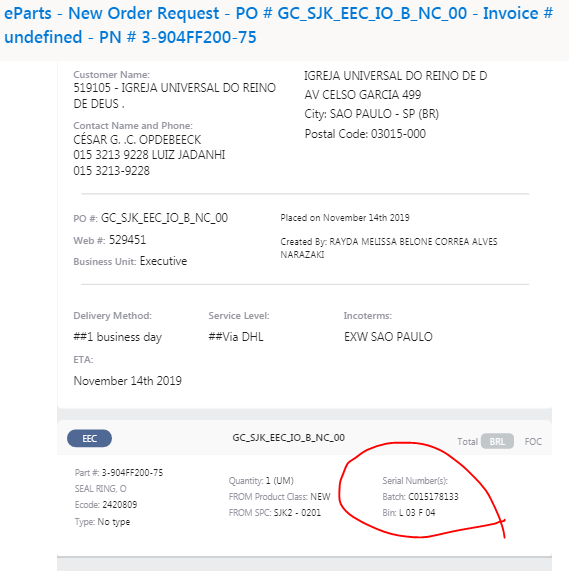 eParts - New Order Request - PO # GC_SJK_EEC_IO_B_NC_00 - Invoice #
undefined - PN # 3-904FF200-75
Customer Name:
519105 - IGREJA UNIVERSAL DO REINO
DE DEUS .
Contact Name and Phone:
CÉSAR G. .C. OPDEBEECK
015 3213 9228 LUIZ JADANHI
015 3213-9228
IGREJA UNIVERSAL DO REINO DE D
AV CELSO GARCIA 499
City: SAO PAULO - SP (BR)
Postal Code: 03015-000
PO #: GC_SJK_EEC_IO_B_NC_00
Web #: 529451
Business Unit: Executive
Placed on November 14th 2019
Created By: RAYDA MELISSA BELONE CORREA ALVES
NARAZAKI
Delivery Method:
##1 business day
Service Level:
##Via DHL
Incoterms:
EXW SAO PAULO
ETA:
November 14th 2019
EEC
GC_SJK_EEC_IO_B_NC_00
Total BRL FOC
Part #: 3-904FF200-75
SEAL RING, O
Ecode: 2420809
Type: No type
Quantity: 1 (UM)
FROM Product Class: NEW
FROM SPC: SJK2 - 0201
Serial Number(s):
Batch: C015178133
Bin: L 03 F 04